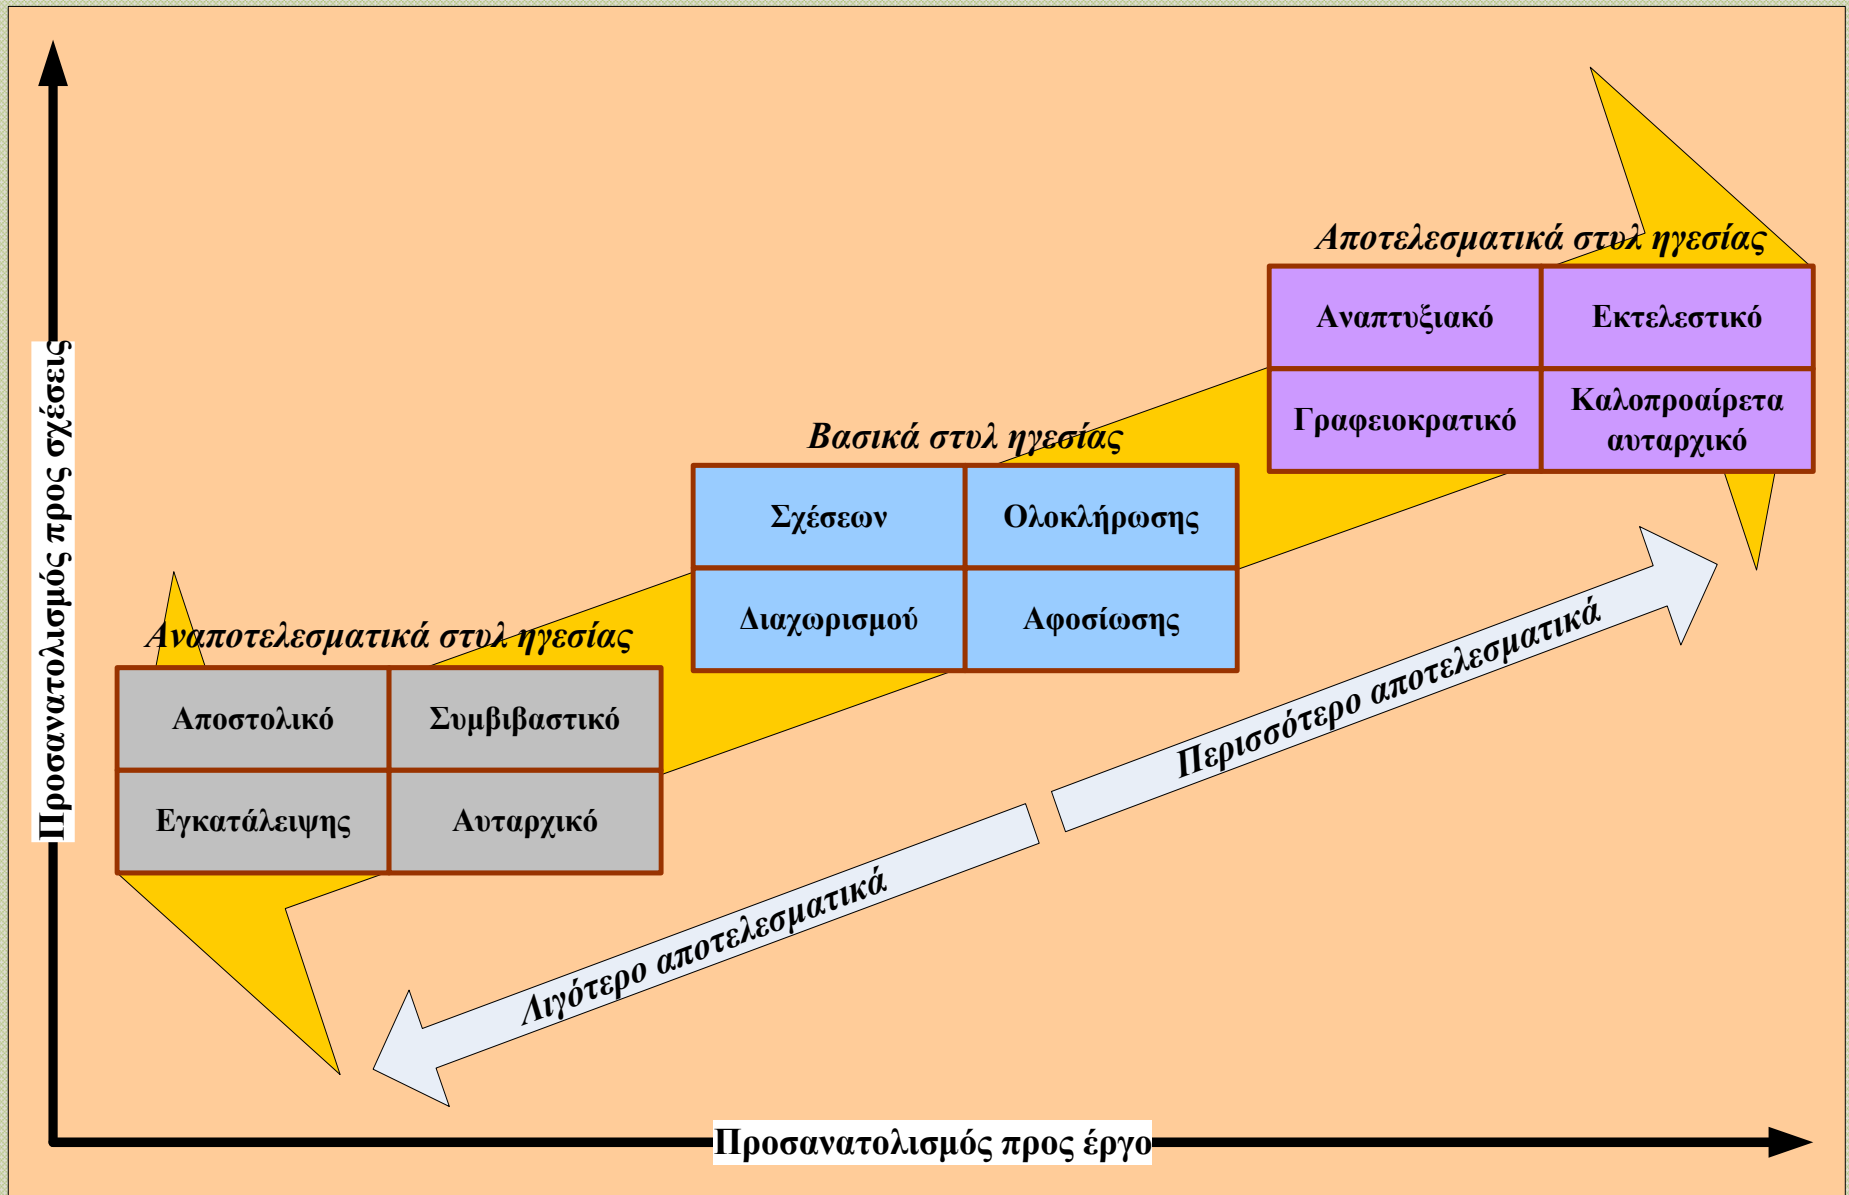 Προσανατολισμός προς σχέσεις
Αποτελεσματικά στυλ ηγεσίας
Αναπτυξιακό
Εκτελεστικό
Γραφειοκρατικό
Καλοπροαίρετα
αυταρχικό
Βασικά στυλ ηγεσίας
Σχέσεων
Ολοκλήρωσης
Διαχωρισμού
Αφοσίωσης
Αναποτελεσματικά στυλ ηγεσίας
Αποστολικό
Συμβιβαστικό
Εγκατάλειψης
Αυταρχικό
Περισσότερο αποτελεσματικά
Λιγότερο αποτελεσματικά
Προσανατολισμός προς έργο